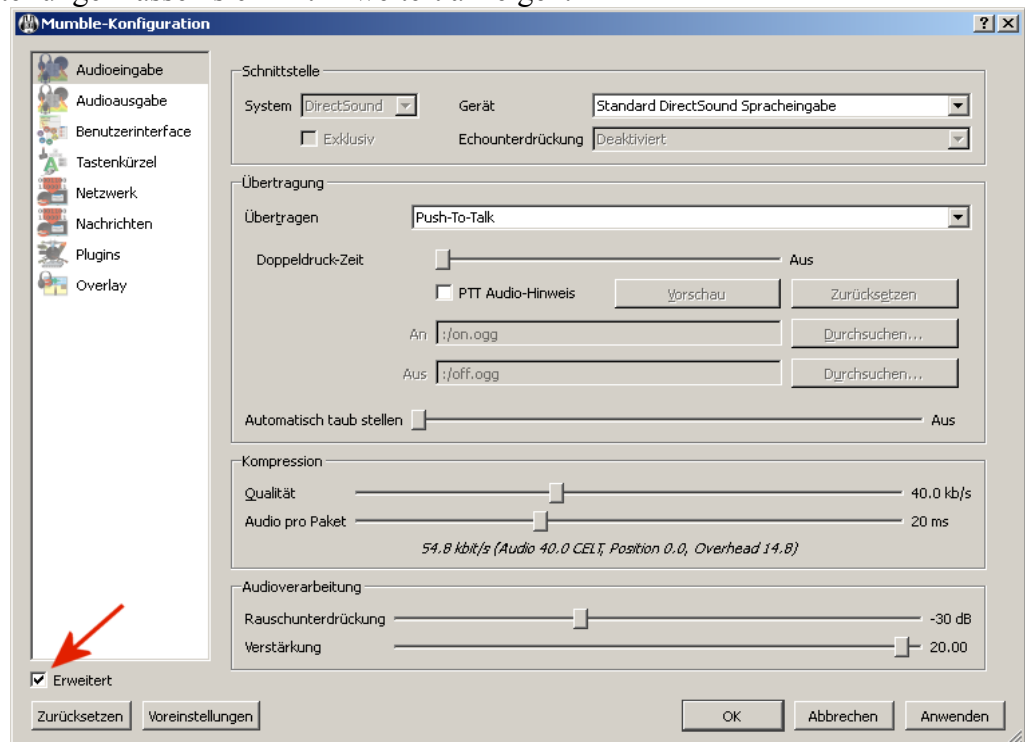 Mumble-Konfiguration
Audioeingabe
Audioausgabe
Benutzerinterface
Tastenkürzel
Netzwerk
Nachrichten
Plugins
Overlay
Schnittstelle
System DirectSound Gerät Standard DirectSound Spracheingabe
Exklusiv Echounterdrückung Deaktiviert
Übertragung
Übertragen Push-To-Talk
Doppeldruck-Zeit Aus
PTT Audio-Hinweis Vorschau Zurücksetzen
An :/on.ogg Durchsuchen...
Aus :/off.ogg Durchsuchen...
Automatisch taub stellen Aus
Kompression
Qualität 40.0 kb/s
Audio pro Paket 20 ms
54.8 kbit/s (Audio 40.0 CELT, Position 0.0, Overhead 14.8)
Audioverarbeitung
Rauschunterdrückung -30 dB
Verstärkung 20.00
Erweitert
Zurücksetzen Voreinstellungen OK Abbrechen Anwenden